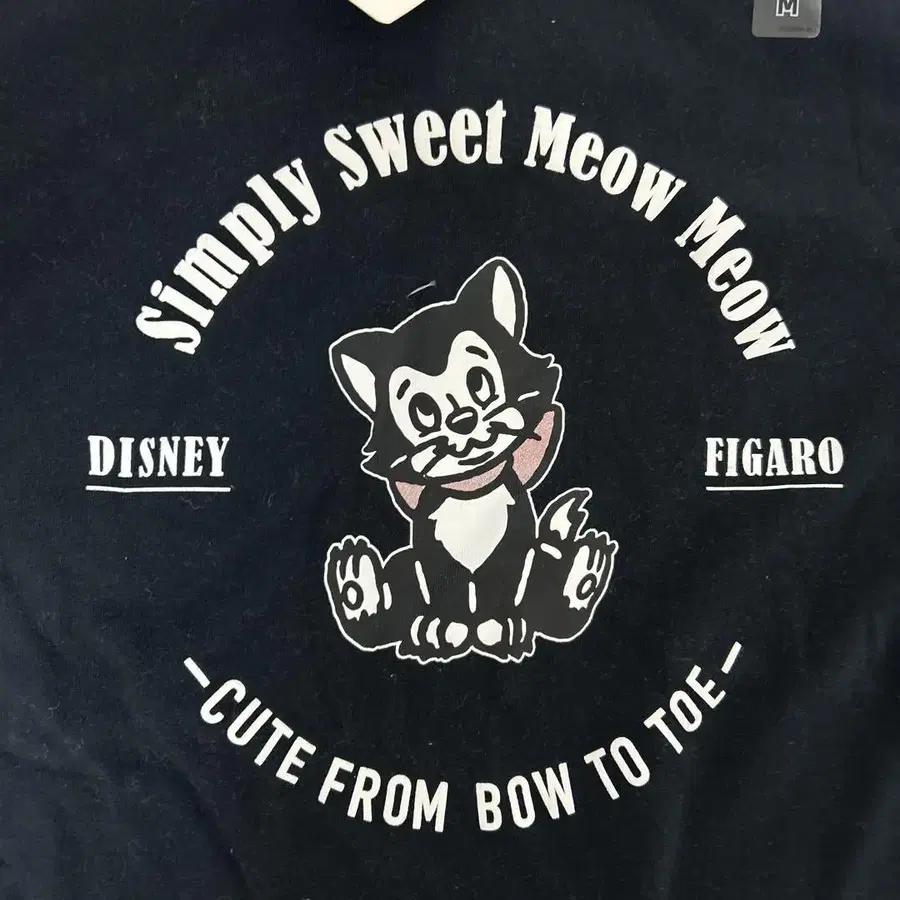 M
Simply Sweet Meow Meow
DISNEY
FIGARO
-CUTE FROM BOW TO TOE-